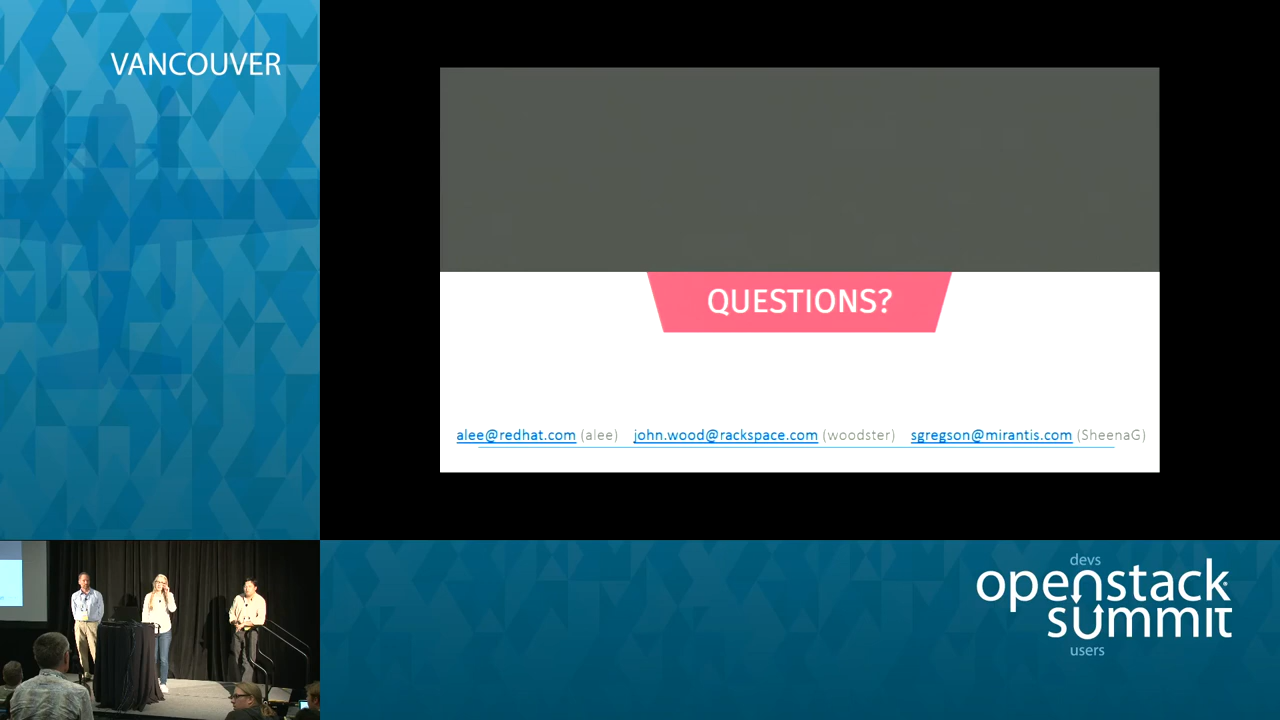 VANCOUVER
QUESTIONS?
alee@redhat.com (alee) john.wood@rackspace.com (woodster) sgregson@mirantis.com (SheenaG)
devs
openstack
summit
users